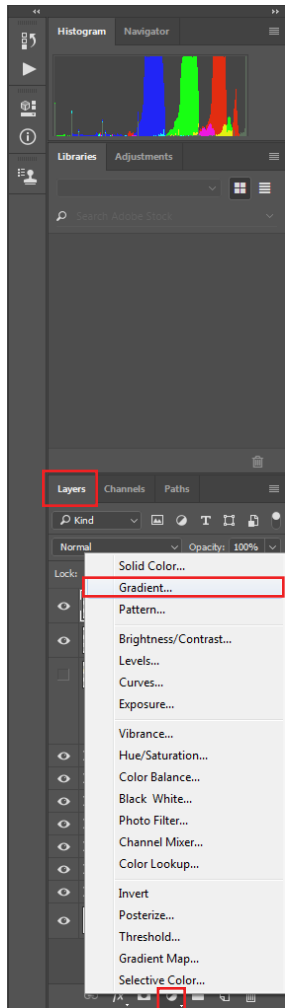 Histogram Navigator
Libraries Adjustments
Search Adobe Stock
Layers Channels Paths
Kind
Normal Opacity: 100%
Lock:
Solid Color...
Gradient...
Pattern...
Brightness/Contrast...
Levels...
Curves...
Exposure...
Vibrance...
Hue/Saturation...
Color Balance...
Black White...
Photo Filter...
Channel Mixer...
Color Lookup...
Invert
Posterize...
Threshold...
Gradient Map...
Selective Color...
fx